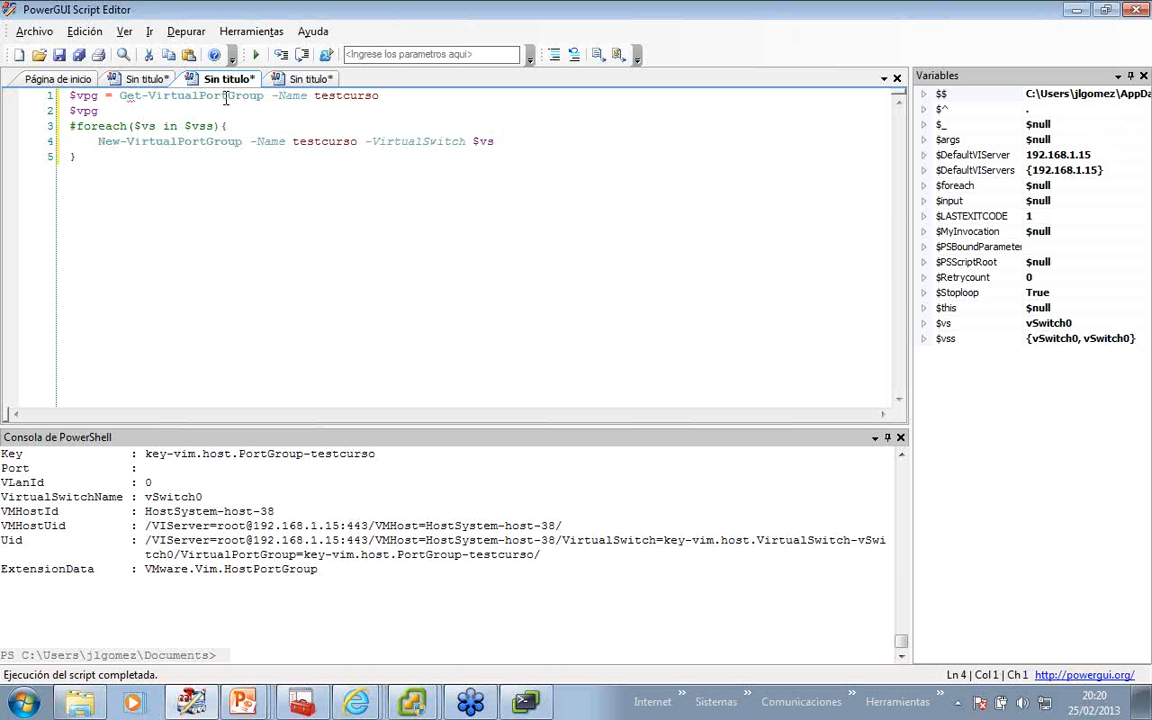 PowerGUI Script Editor
Archivo Edición Ver Ir Depurar Herramientas Ayuda
<Ingrese los parametros aqui>
Página de inicio Sin titulo* Sin titulo* Sin titulo*
1 $vpg = Get-VirtualPortGroup -Name testcurso
2 $vpg
3 #foreach($vs in $vss){
4 New-VirtualPortGroup -Name testcurso -VirtualSwitch $vs
5 }
Variables
$$ C:\Users\jlgomez\AppDa
$^ .
$_ $null
$args $null
$DefaultVIServer 192.168.1.15
$DefaultVIServers {192.168.1.15}
$foreach $null
$input $null
$LASTEXITCODE 1
$MyInvocation $null
$PSBoundParameter
$PSScriptRoot $null
$Retrycount 0
$Stoploop True
$this $null
$vs vSwitch0
$vss {vSwitch0, vSwitch0}
Consola de PowerShell
Key : key-vim.host.PortGroup-testcurso
Port :
VLanId : 0
VirtualSwitchName : vSwitch0
VMHostId : HostSystem-host-38
VMHostUid : /VIServer=root@192.168.1.15:443/VMHost=HostSystem-host-38/
Uid : /VIServer=root@192.168.1.15:443/VMHost=HostSystem-host-38/VirtualSwitch=key-vim.host.VirtualSwitch-vSwi
tch0/VirtualPortGroup=key-vim.host.PortGroup-testcurso/
ExtensionData : VMware.Vim.HostPortGroup
PS C:\Users\jlgomez\Documents>
Ejecución del script completada.
Ln 4 | Col 1 | Ch 1 http://powergui.org/
Internet » Sistemas » Comunicaciones » Herramientas »
20:20
25/02/2013